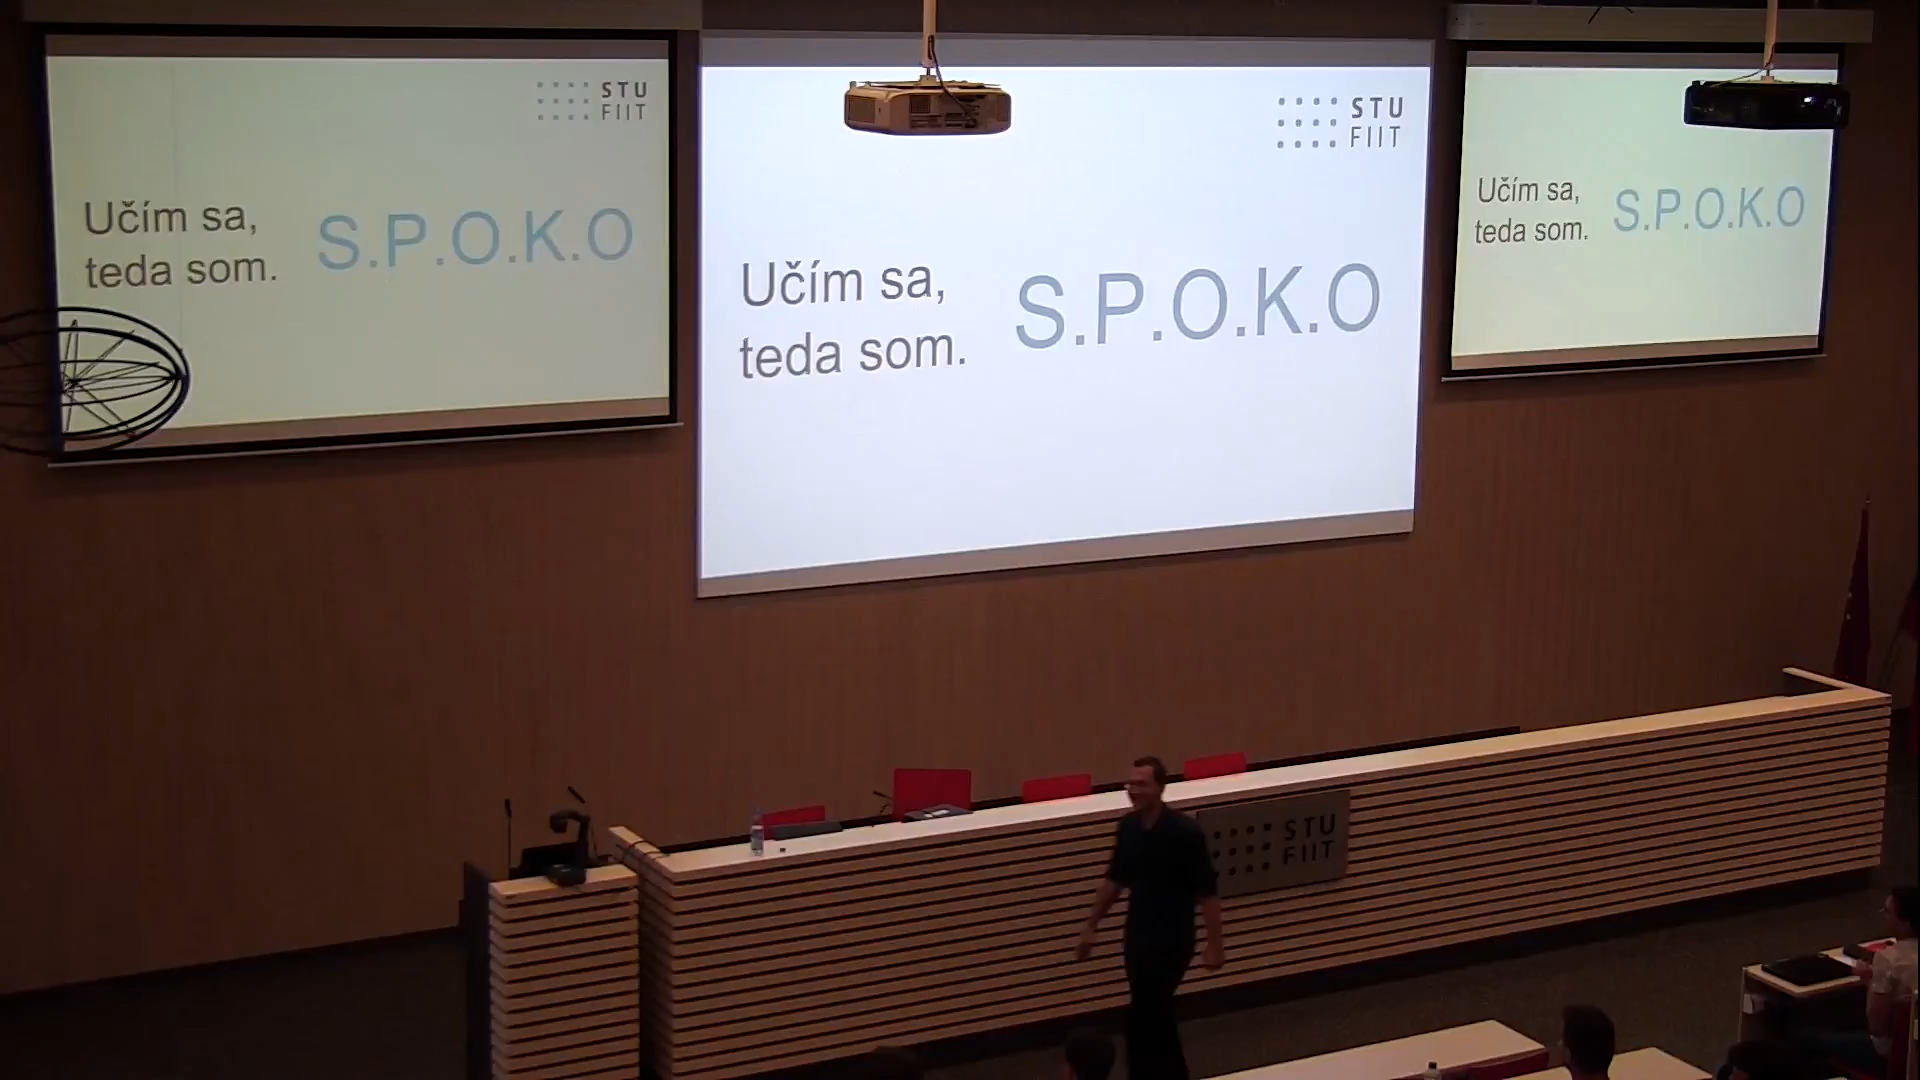 STU
FIIT
Učím sa,
teda som.
S.P.O.K.O
STU
FIIT
Učím sa,
teda som.
S.P.O.K.O
STU
FIIT
Učím sa,
teda som.
S.P.O.K.O
STU
FIIT